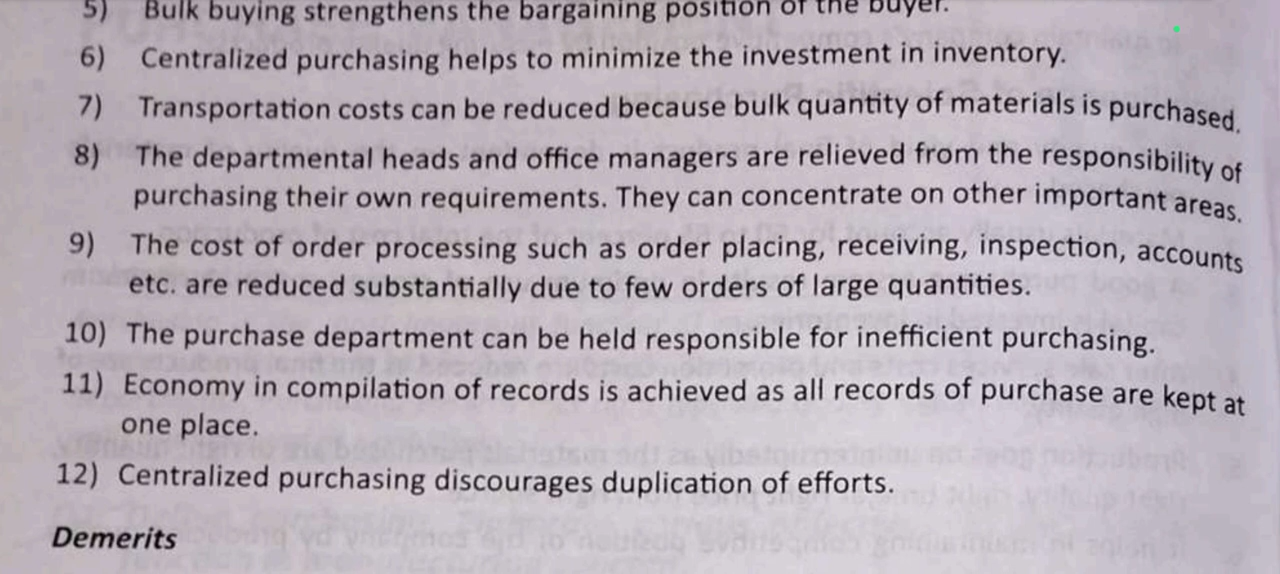 5) Bulk buying strengthens the bargaining position of the buyer.
6) Centralized purchasing helps to minimize the investment in inventory.
7) Transportation costs can be reduced because bulk quantity of materials is purchased.
8) The departmental heads and office managers are relieved from the responsibility of
purchasing their own requirements. They can concentrate on other important areas.
9) The cost of order processing such as order placing, receiving, inspection, accounts
etc. are reduced substantially due to few orders of large quantities.
10) The purchase department can be held responsible for inefficient purchasing.
11) Economy in compilation of records is achieved as all records of purchase are kept at
one place.
12) Centralized purchasing discourages duplication of efforts.
Demerits